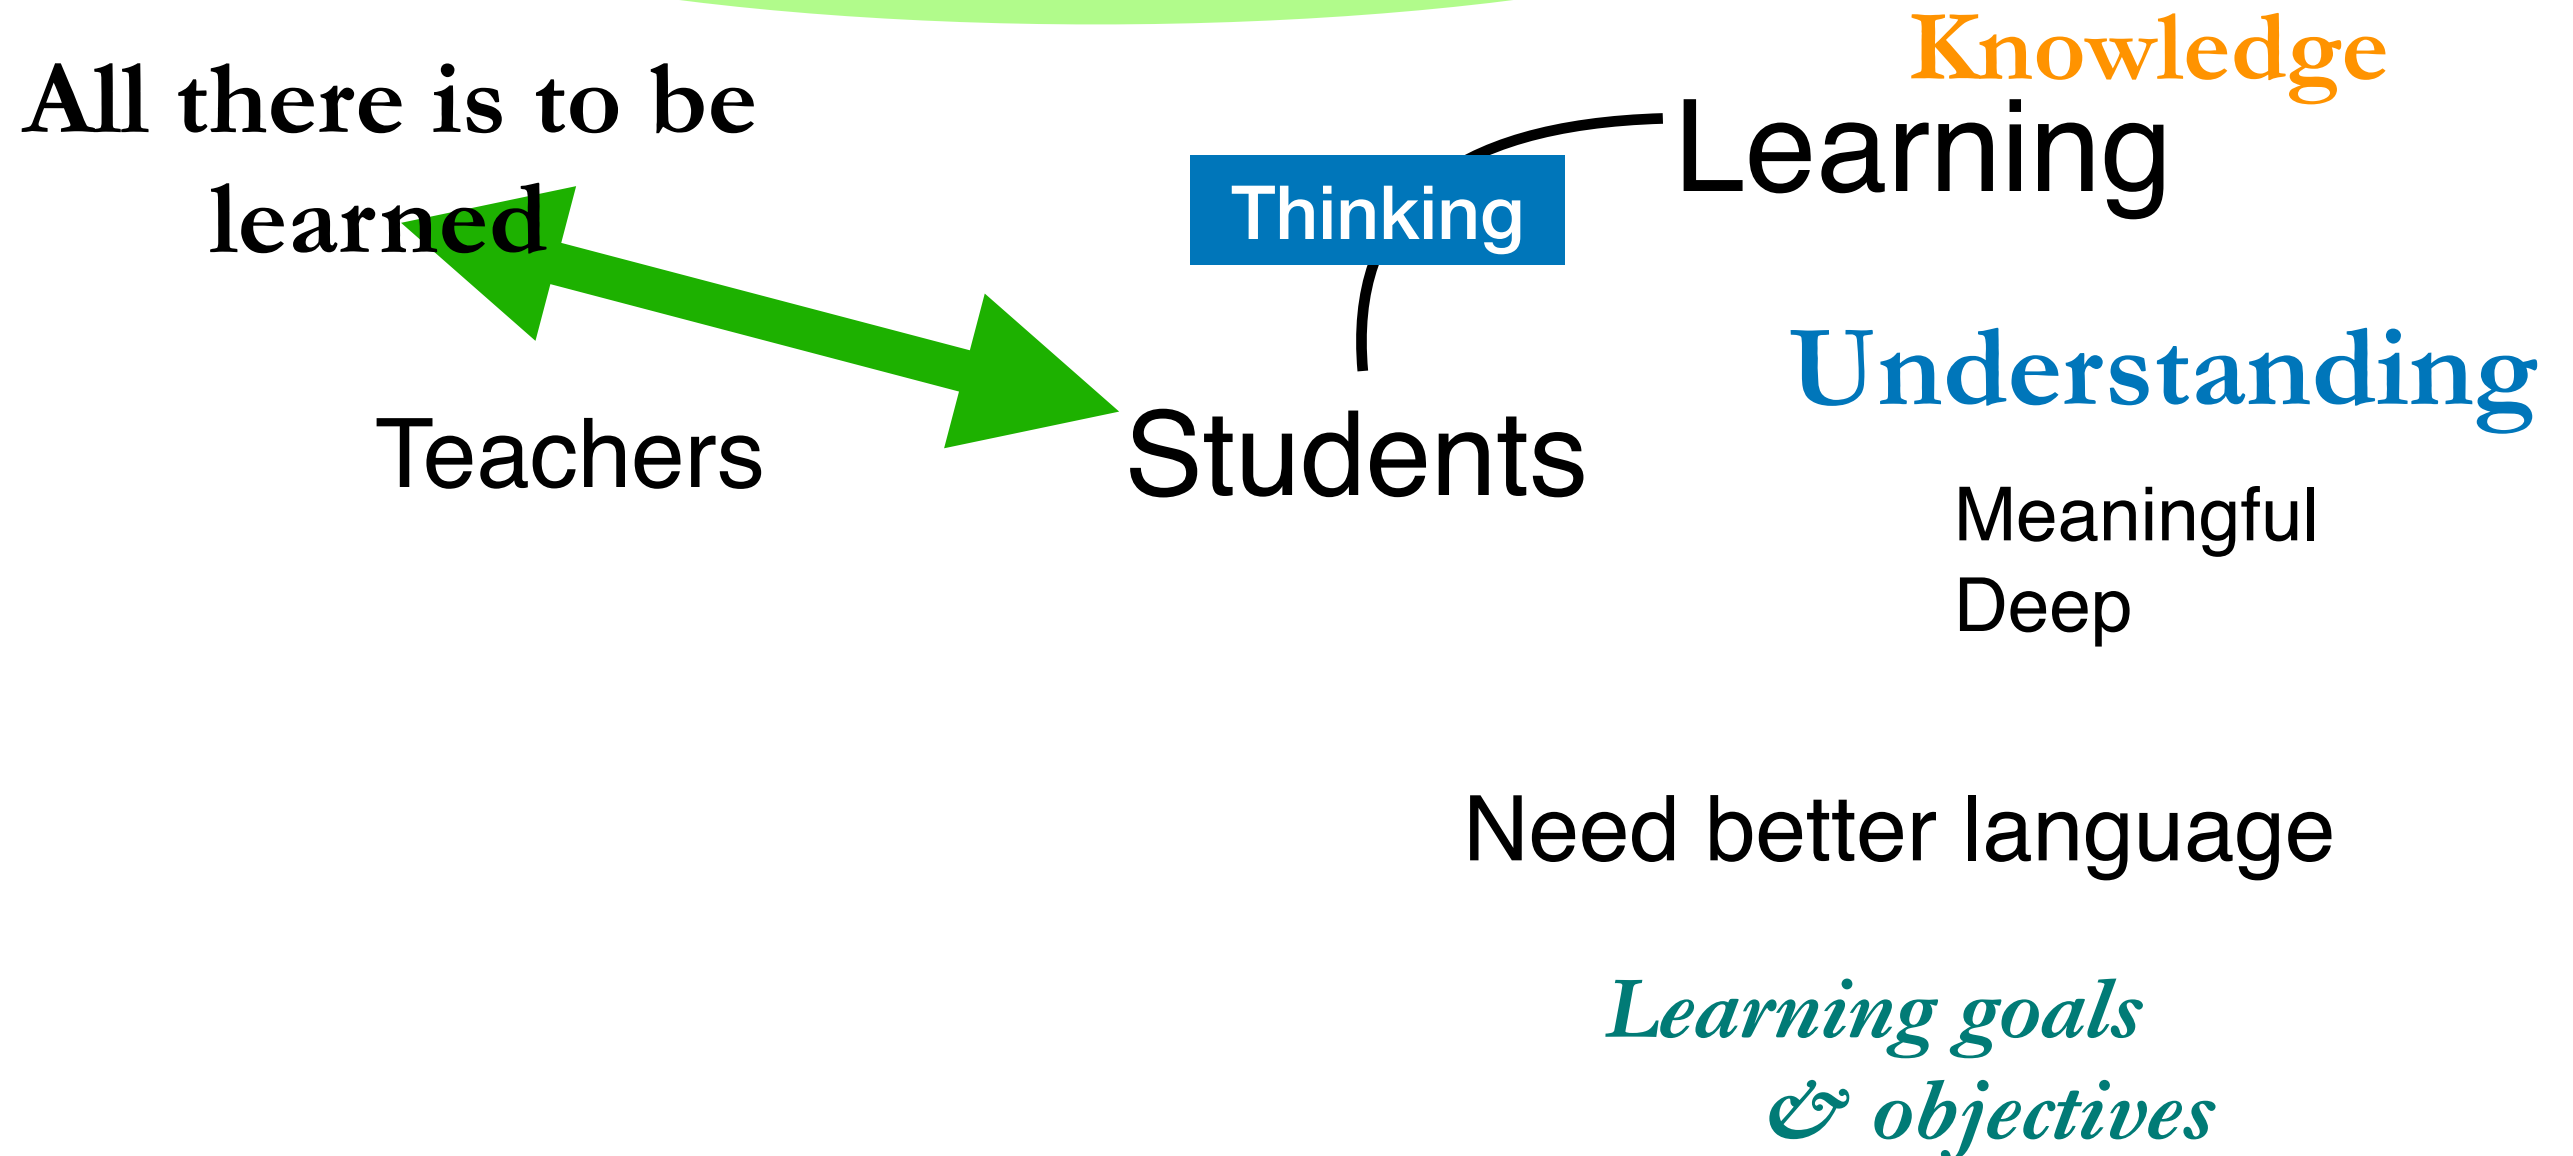 Knowledge
All there is to be
learned
Learning
Thinking
Understanding
Teachers
Students
Meaningful
Deep
Need better language
Learning goals
& objectives